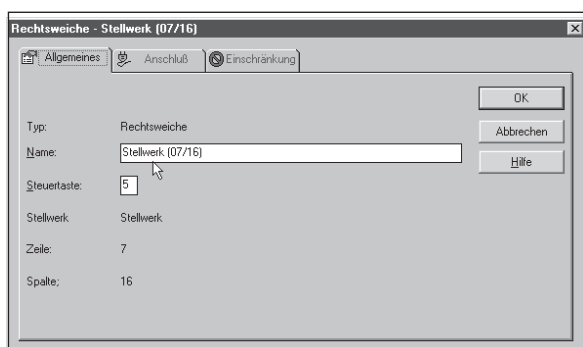 Rechtsweiche - Stellwerk (07/16)
Allgemeines Anschluß Einschränkung
OK
Typ: Rechtsweiche
Abbrechen
Name: Stellwerk (07/16)
Hilfe
Steuertaste: 5
Stellwerk Stellwerk
Zeile: 7
Spalte; 16